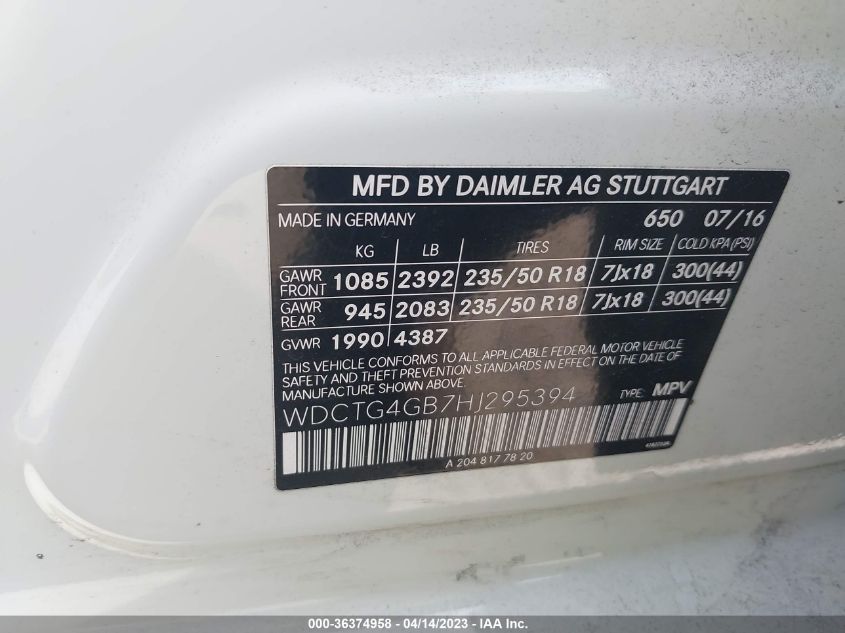 MFD BY DAIMLER AG STUTTGART
MADE IN GERMANY 650 07/16
KG LB TIRES RIM SIZE COLD KPA (PSI)
GAWR FRONT 1085 2392 235/50 R18 7Jx18 300(44)
GAWR REAR 945 2083 235/50 R18 7Jx18 300(44)
GVWR 1990 4387
THIS VEHICLE CONFORMS TO ALL APPLICABLE FEDERAL MOTOR VEHICLE
SAFETY AND THEFT PREVENTION STANDARDS IN EFFECT ON THE DATE OF
MANUFACTURE SHOWN ABOVE.
WDCTG4GB7HJ295394 TYPE: MPV
A 204 817 78 20
000-36374958 - 04/14/2023 - IAA Inc.